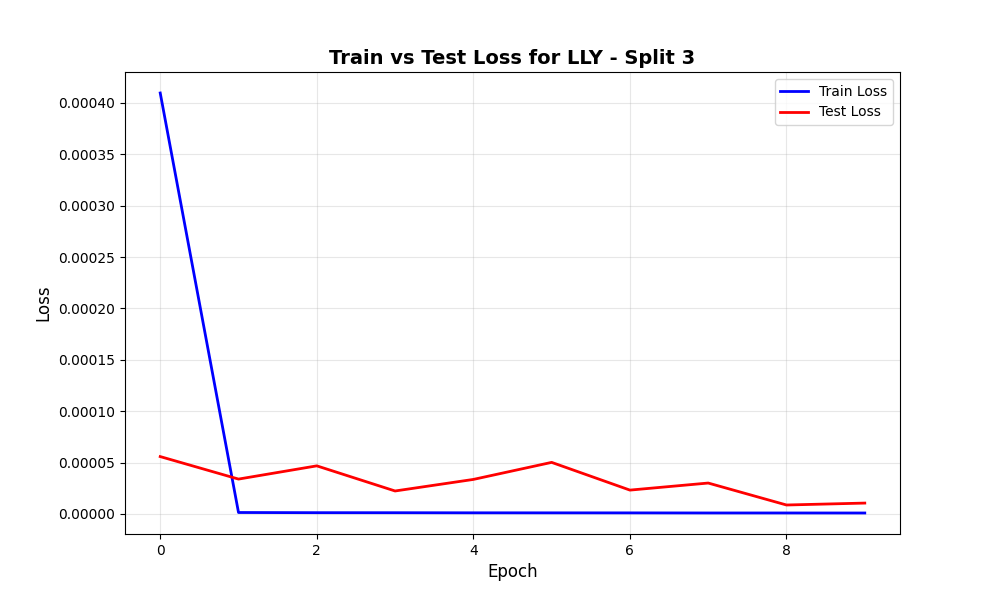 Train vs Test Loss for LLY - Split 3
Train Loss
Test Loss
0.00040
0.00035
0.00030
0.00025
0.00020
0.00015
0.00010
0.00005
0.00000
Loss
0 2 4 6 8
Epoch